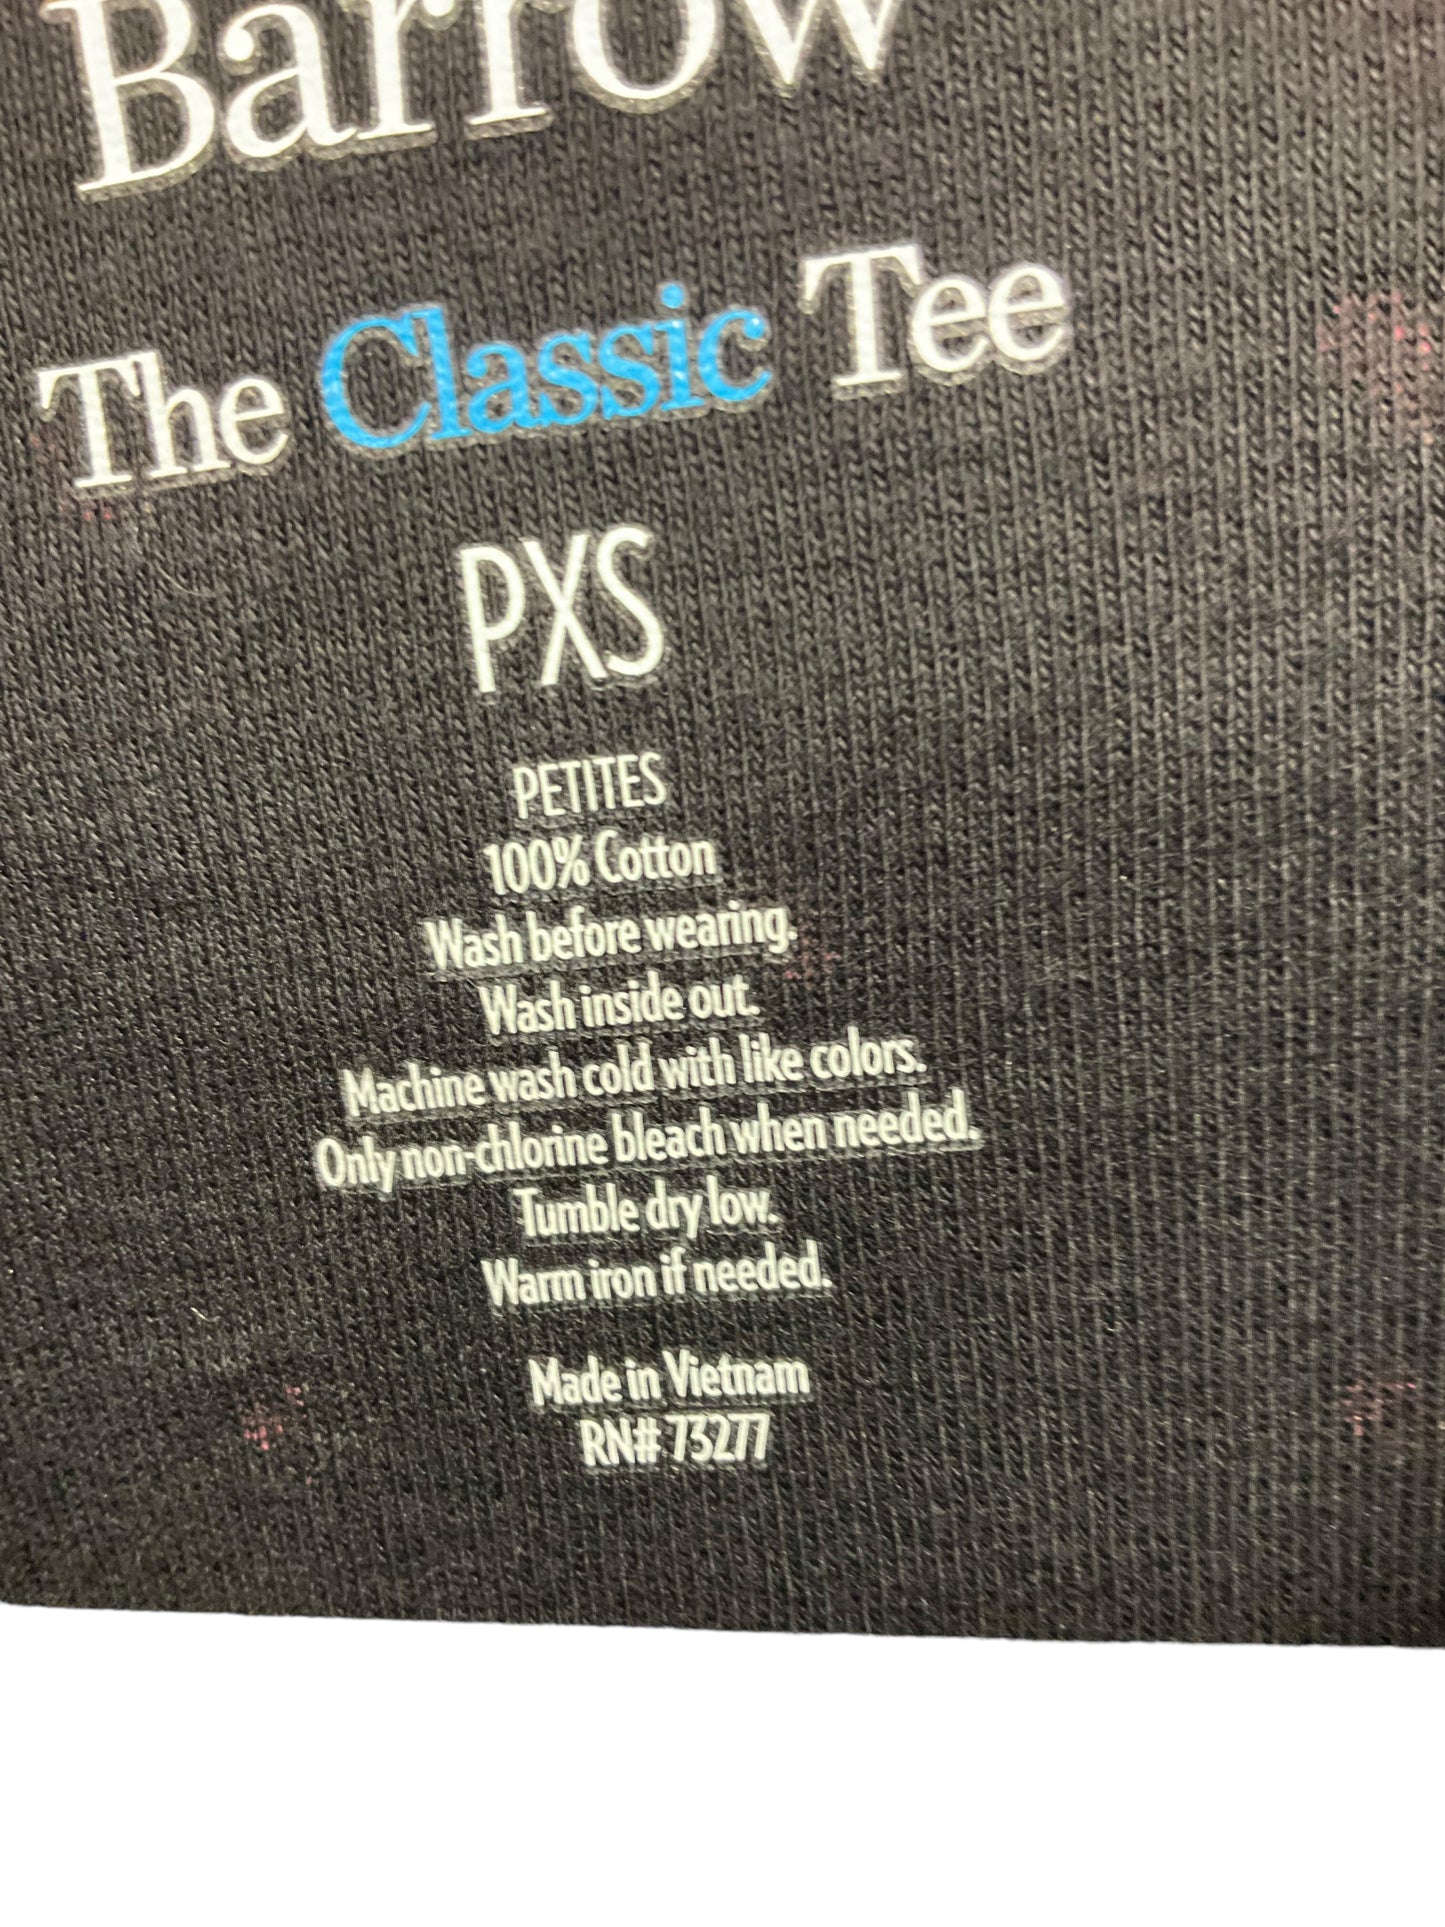 Barrow
The Classic Tee
PXS
PETITES
100% Cotton
Wash before wearing.
Wash inside out.
Machine wash cold with like colors.
Only non-chlorine bleach when needed.
Tumble dry low.
Warm iron if needed.
Made in Vietnam
RN# 73277